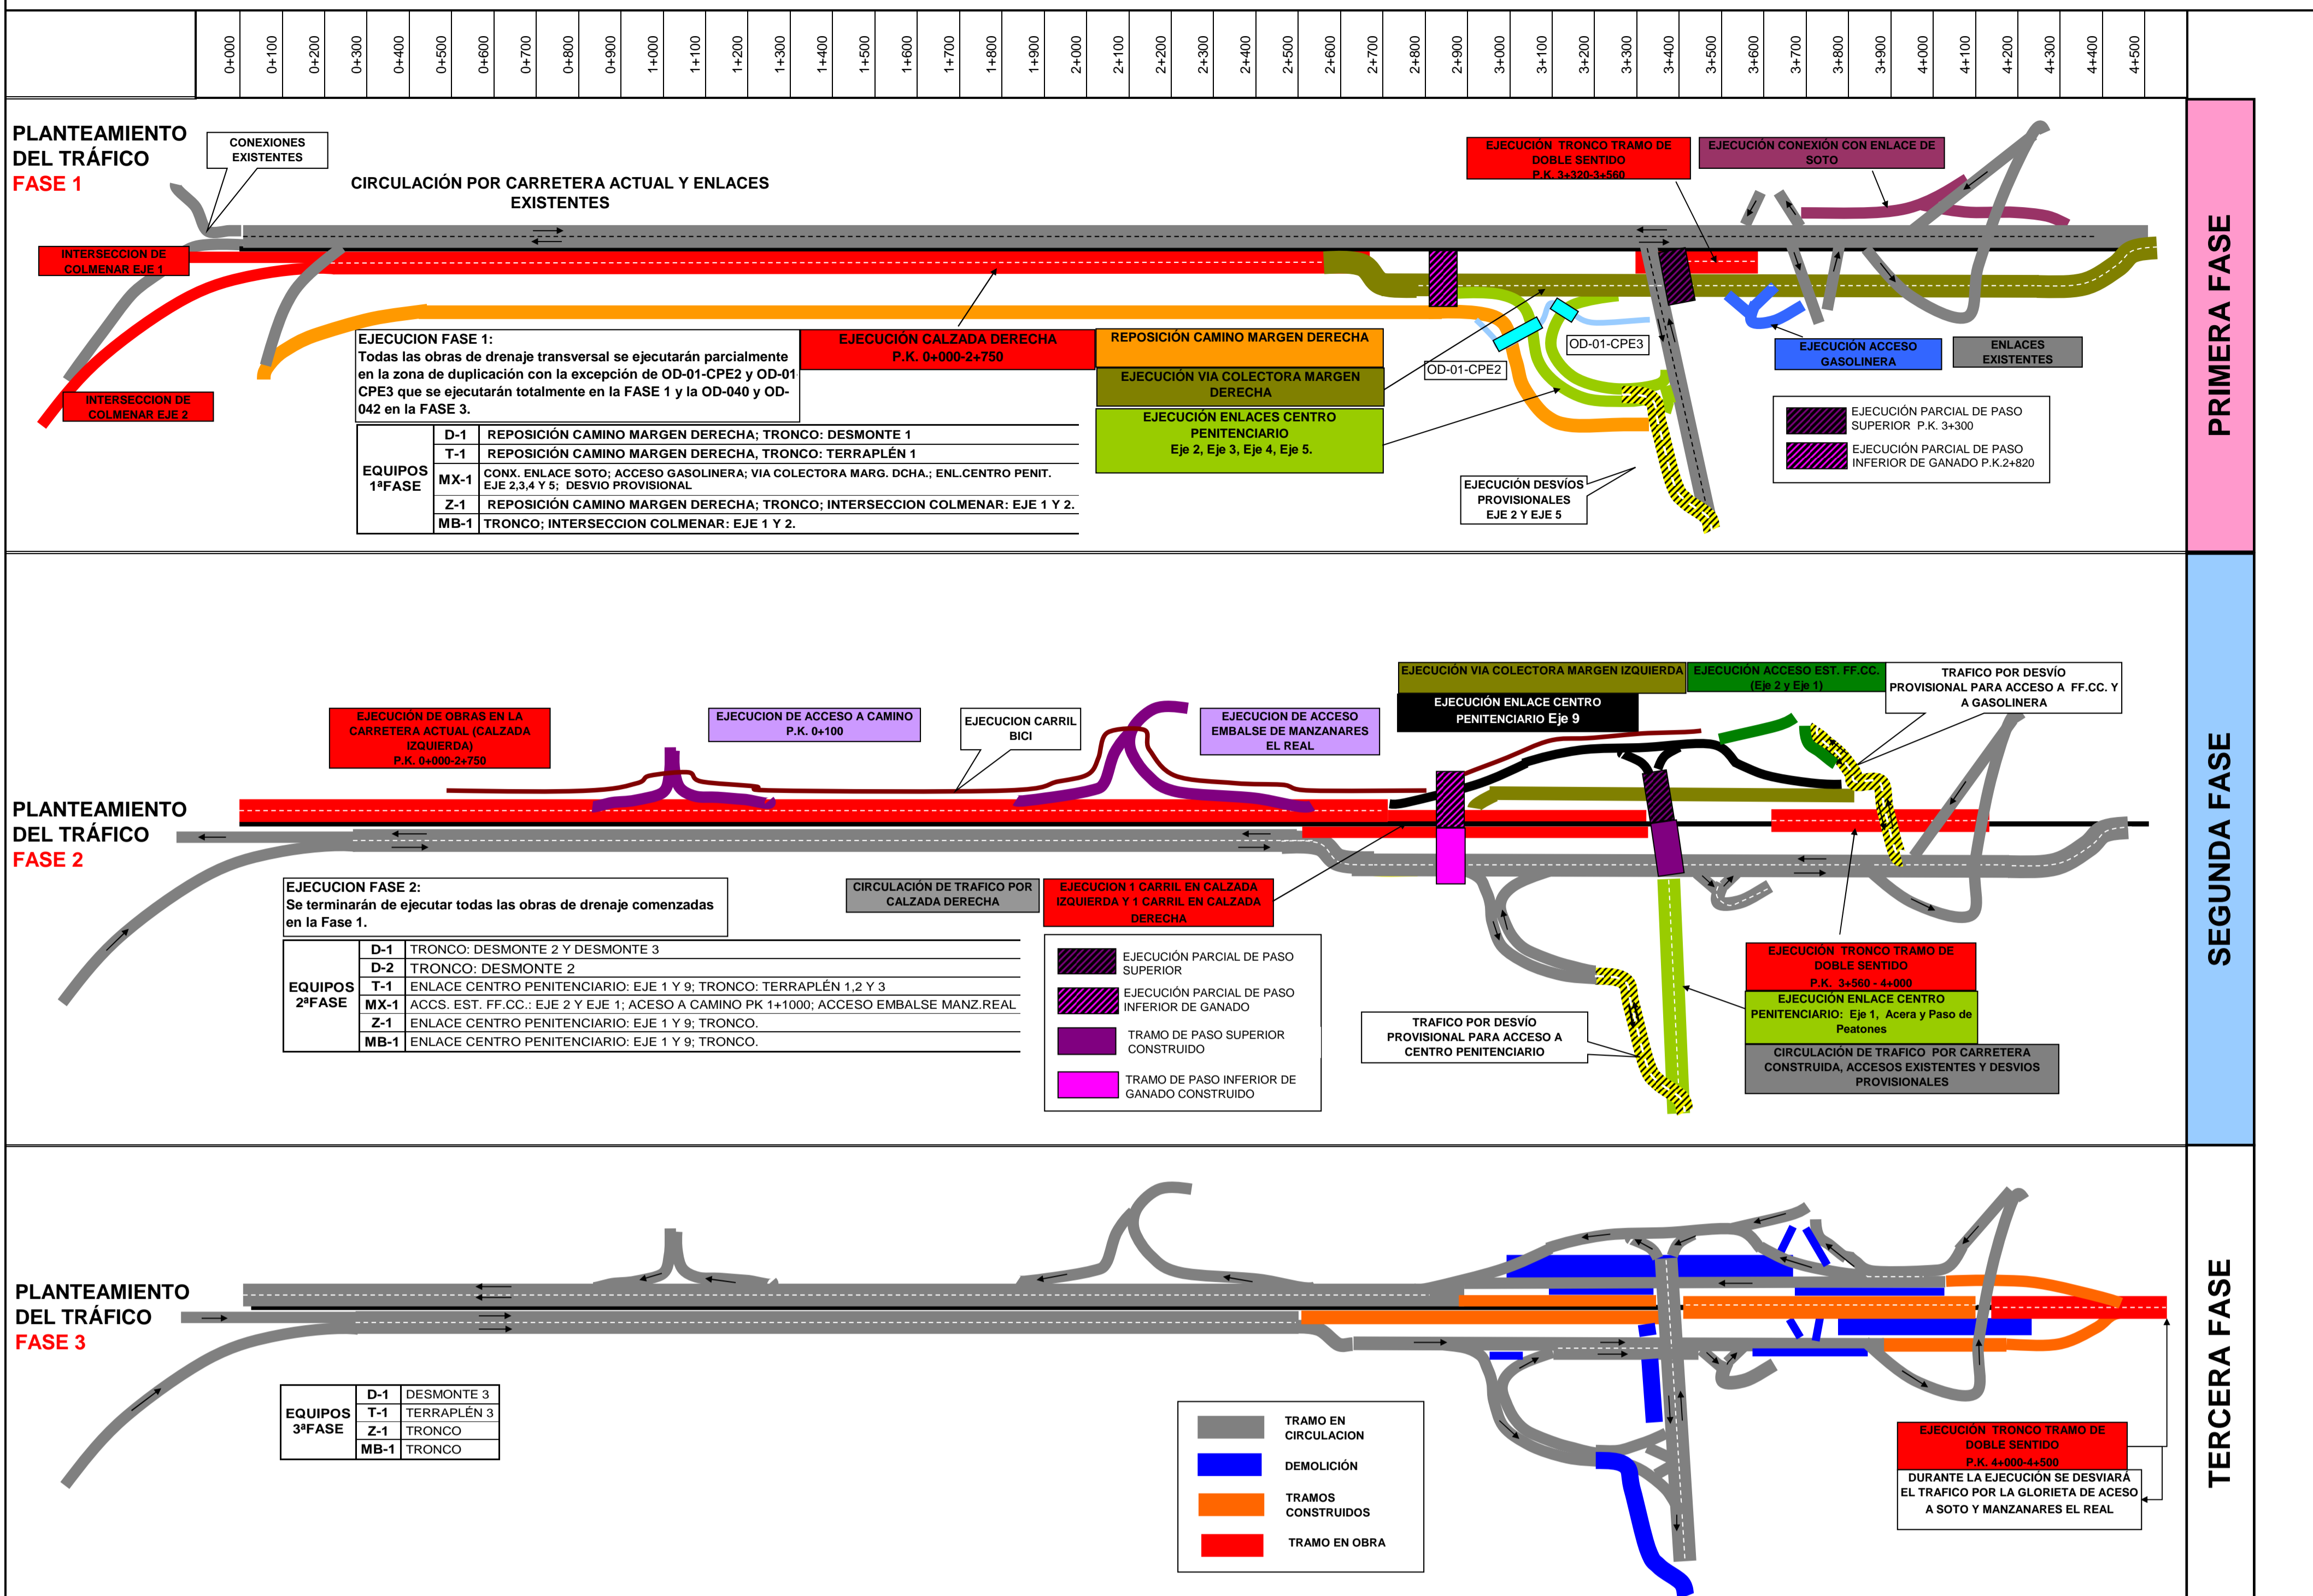 0+000
0+100
0+200
0+300
0+400
0+500
0+600
0+700
0+800
0+900
1+000
1+100
1+200
1+300
1+400
1+500
1+600
1+700
1+800
1+900
2+000
2+100
2+200
2+300
2+400
2+500
2+600
2+700
2+800
2+900
3+000
3+100
3+200
3+300
3+400
3+500
3+600
3+700
3+800
3+900
4+000
4+100
4+200
4+300
4+400
4+500
PLANTEAMIENTO
DEL TRÁFICO
FASE 1
CONEXIONES
EXISTENTES
CIRCULACIÓN POR CARRETERA ACTUAL Y ENLACES
EXISTENTES
EJECUCIÓN TRONCO TRAMO DE
DOBLE SENTIDO
P.K. 3+320-3+560
EJECUCIÓN CONEXIÓN CON ENLACE DE
SOTO
PRIMERA FASE
INTERSECCION DE
COLMENAR EJE 1
INTERSECCION DE
COLMENAR EJE 2
EJECUCION FASE 1:
Todas las obras de drenaje transversal se ejecutarán parcialmente
en la zona de duplicación con la excepción de OD-01-CPE2 y OD-01
CPE3 que se ejecutarán totalmente en la FASE 1 y la OD-040 y OD-
042 en la FASE 3.
EJECUCIÓN CALZADA DERECHA
P.K. 0+000-2+750
REPOSICIÓN CAMINO MARGEN DERECHA
EJECUCIÓN VIA COLECTORA MARGEN
DERECHA
EJECUCIÓN ENLACES CENTRO
PENITENCIARIO
Eje 2, Eje 3, Eje 4, Eje 5.
OD-01-CPE2
OD-01-CPE3
EJECUCIÓN ACCESO
GASOLINERA
ENLACES
EXISTENTES
EJECUCIÓN PARCIAL DE PASO
SUPERIOR P.K. 3+300
EJECUCIÓN PARCIAL DE PASO
INFERIOR DE GANADO P.K.2+820
EJECUCIÓN DESVÍOS
PROVISIONALES
EJE 2 Y EJE 5
EQUIPOS
1ªFASE
D-1 REPOSICIÓN CAMINO MARGEN DERECHA; TRONCO: DESMONTE 1
T-1 REPOSICIÓN CAMINO MARGEN DERECHA, TRONCO: TERRAPLÉN 1
MX-1 CONX. ENLACE SOTO; ACCESO GASOLINERA; VIA COLECTORA MARG. DCHA.; ENL.CENTRO PENIT.
EJE 2,3,4 Y 5; DESVIO PROVISIONAL
Z-1 REPOSICIÓN CAMINO MARGEN DERECHA; TRONCO; INTERSECCION COLMENAR: EJE 1 Y 2.
MB-1 TRONCO; INTERSECCION COLMENAR: EJE 1 Y 2.
PLANTEAMIENTO
DEL TRÁFICO
FASE 2
EJECUCIÓN DE OBRAS EN LA
CARRETERA ACTUAL (CALZADA
IZQUIERDA)
P.K. 0+000-2+750
EJECUCION DE ACCESO A CAMINO
P.K. 0+100
EJECUCION CARRIL
BICI
EJECUCION DE ACCESO
EMBALSE DE MANZANARES
EL REAL
EJECUCIÓN VIA COLECTORA MARGEN IZQUIERDA
EJECUCIÓN ENLACE CENTRO
PENITENCIARIO Eje 9
EJECUCIÓN ACCESO EST. FF.CC.
(Eje 2 y Eje 1)
TRAFICO POR DESVÍO
PROVISIONAL PARA ACCESO A FF.CC. Y
A GASOLINERA
SEGUNDA FASE
EJECUCION FASE 2:
Se terminarán de ejecutar todas las obras de drenaje comenzadas
en la Fase 1.
CIRCULACIÓN DE TRAFICO POR
CALZADA DERECHA
EJECUCION 1 CARRIL EN CALZADA
IZQUIERDA Y 1 CARRIL EN CALZADA
DERECHA
EQUIPOS
2ªFASE
D-1 TRONCO: DESMONTE 2 Y DESMONTE 3
D-2 TRONCO: DESMONTE 2
T-1 ENLACE CENTRO PENITENCIARIO: EJE 1 Y 9; TRONCO: TERRAPLÉN 1,2 Y 3
MX-1 ACCS. EST. FF.CC.: EJE 2 Y EJE 1; ACESO A CAMINO PK 1+1000; ACCESO EMBALSE MANZ.REAL
Z-1 ENLACE CENTRO PENITENCIARIO: EJE 1 Y 9; TRONCO.
MB-1 ENLACE CENTRO PENITENCIARIO: EJE 1 Y 9; TRONCO.
EJECUCIÓN PARCIAL DE PASO
SUPERIOR
EJECUCIÓN PARCIAL DE PASO
INFERIOR DE GANADO
TRAMO DE PASO SUPERIOR
CONSTRUIDO
TRAMO DE PASO INFERIOR DE
GANADO CONSTRUIDO
TRAFICO POR DESVÍO
PROVISIONAL PARA ACCESO A
CENTRO PENITENCIARIO
EJECUCIÓN TRONCO TRAMO DE
DOBLE SENTIDO
P.K. 3+560 - 4+000
EJECUCIÓN ENLACE CENTRO
PENITENCIARIO: Eje 1, Acera y Paso de
Peatones
CIRCULACIÓN DE TRAFICO POR CARRETERA
CONSTRUIDA, ACCESOS EXISTENTES Y DESVIOS
PROVISIONALES
PLANTEAMIENTO
DEL TRÁFICO
FASE 3
TERCERA FASE
EQUIPOS
3ªFASE
D-1 DESMONTE 3
T-1 TERRAPLÉN 3
Z-1 TRONCO
MB-1 TRONCO
TRAMO EN
CIRCULACION
DEMOLICIÓN
TRAMOS
CONSTRUIDOS
TRAMO EN OBRA
EJECUCIÓN TRONCO TRAMO DE
DOBLE SENTIDO
P.K. 4+000-4+500
DURANTE LA EJECUCIÓN SE DESVIARÁ
EL TRAFICO POR LA GLORIETA DE ACESO
A SOTO Y MANZANARES EL REAL